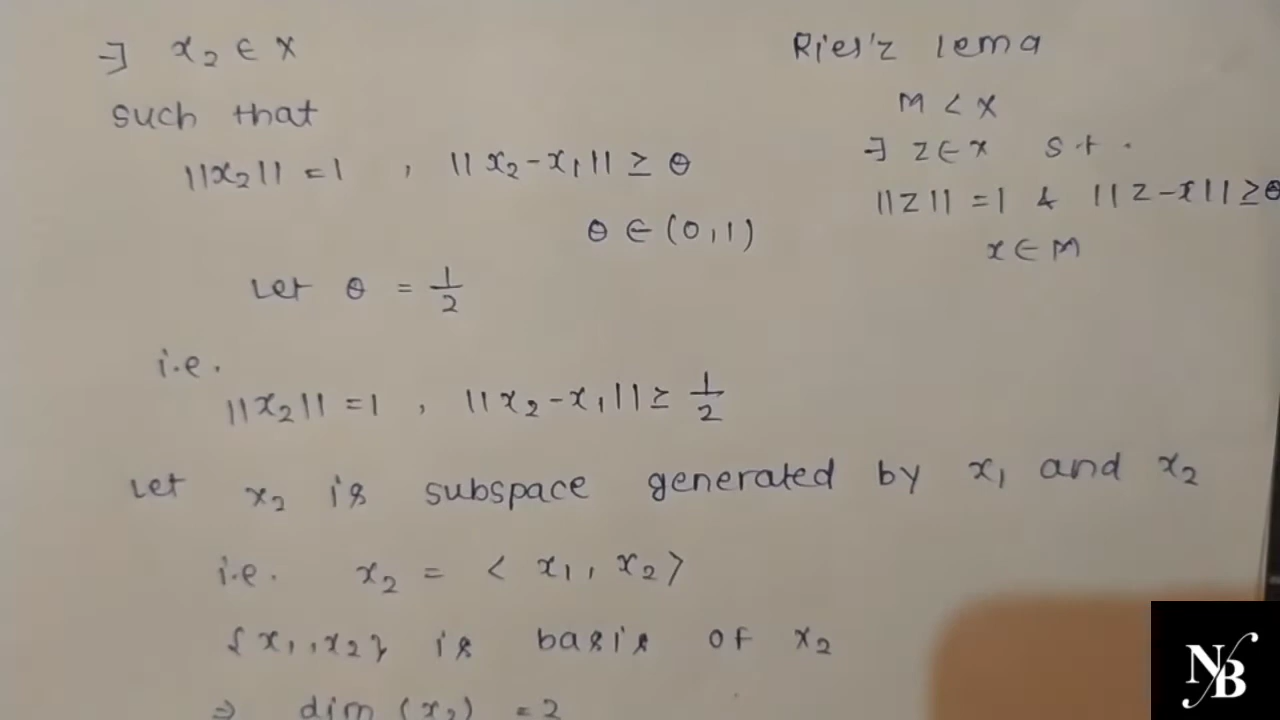 ∃ x₂ ∈ X
such that
||x₂|| = 1 , ||x₂ - x₁|| ≥ θ
θ ∈ (0,1)
Let θ = 1/2
i.e.
||x₂|| = 1 , ||x₂ - x₁|| ≥ 1/2
Let x₂ is subspace generated by x₁ and x₂
i.e. x₂ = < x₁, x₂ >
{x₁, x₂} is basis of x₂
⇒ dim (x₂) = 2
Ries'z lema
M < X
∃ z ∈ x s.t.
||z|| = 1 & ||z - x|| ≥ θ
x ∈ M
NB